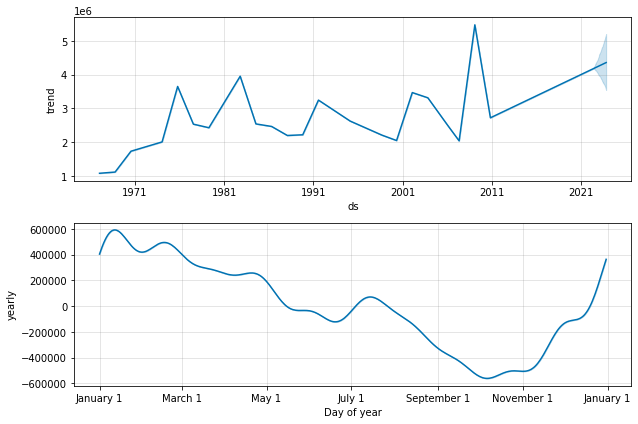 1e6
5
4
3
2
1
trend
1971 1981 1991 2001 2011 2021
ds
600000
400000
200000
0
−200000
−400000
−600000
yearly
January 1 March 1 May 1 July 1 September 1 November 1 January 1
Day of year